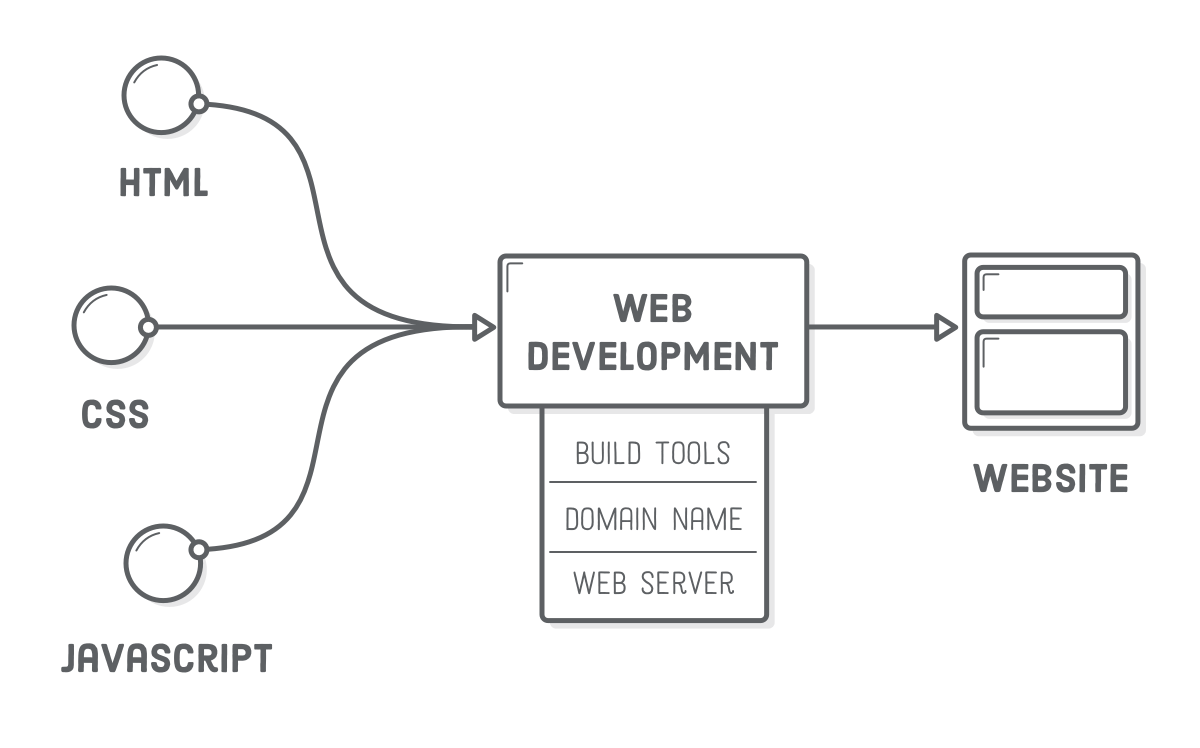 HTML
CSS
JAVASCRIPT
WEB
DEVELOPMENT
BUILD TOOLS
DOMAIN NAME
WEB SERVER
WEBSITE